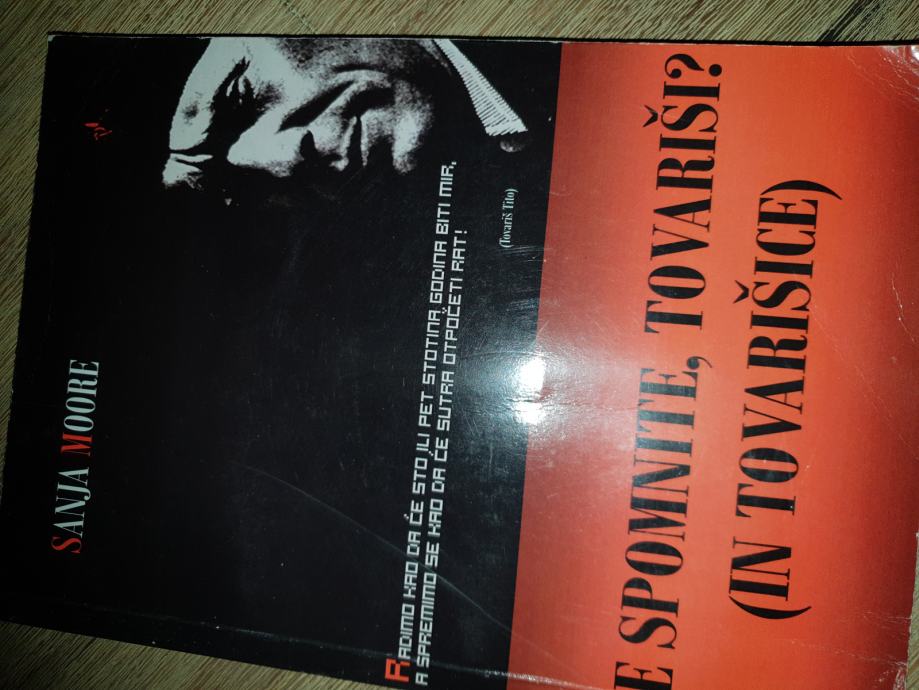 SANJA MOORE
RADIMO KAO DA ĆE STO ILI PET STOTINA GODINA BITI MIR,
A SPREMIMO SE KAO DA ĆE SUTRA OTPOČETI RAT!
(Tovariš Tito)
E SPOMNITE, TOVARIŠI?
(IN TOVARIŠICE)